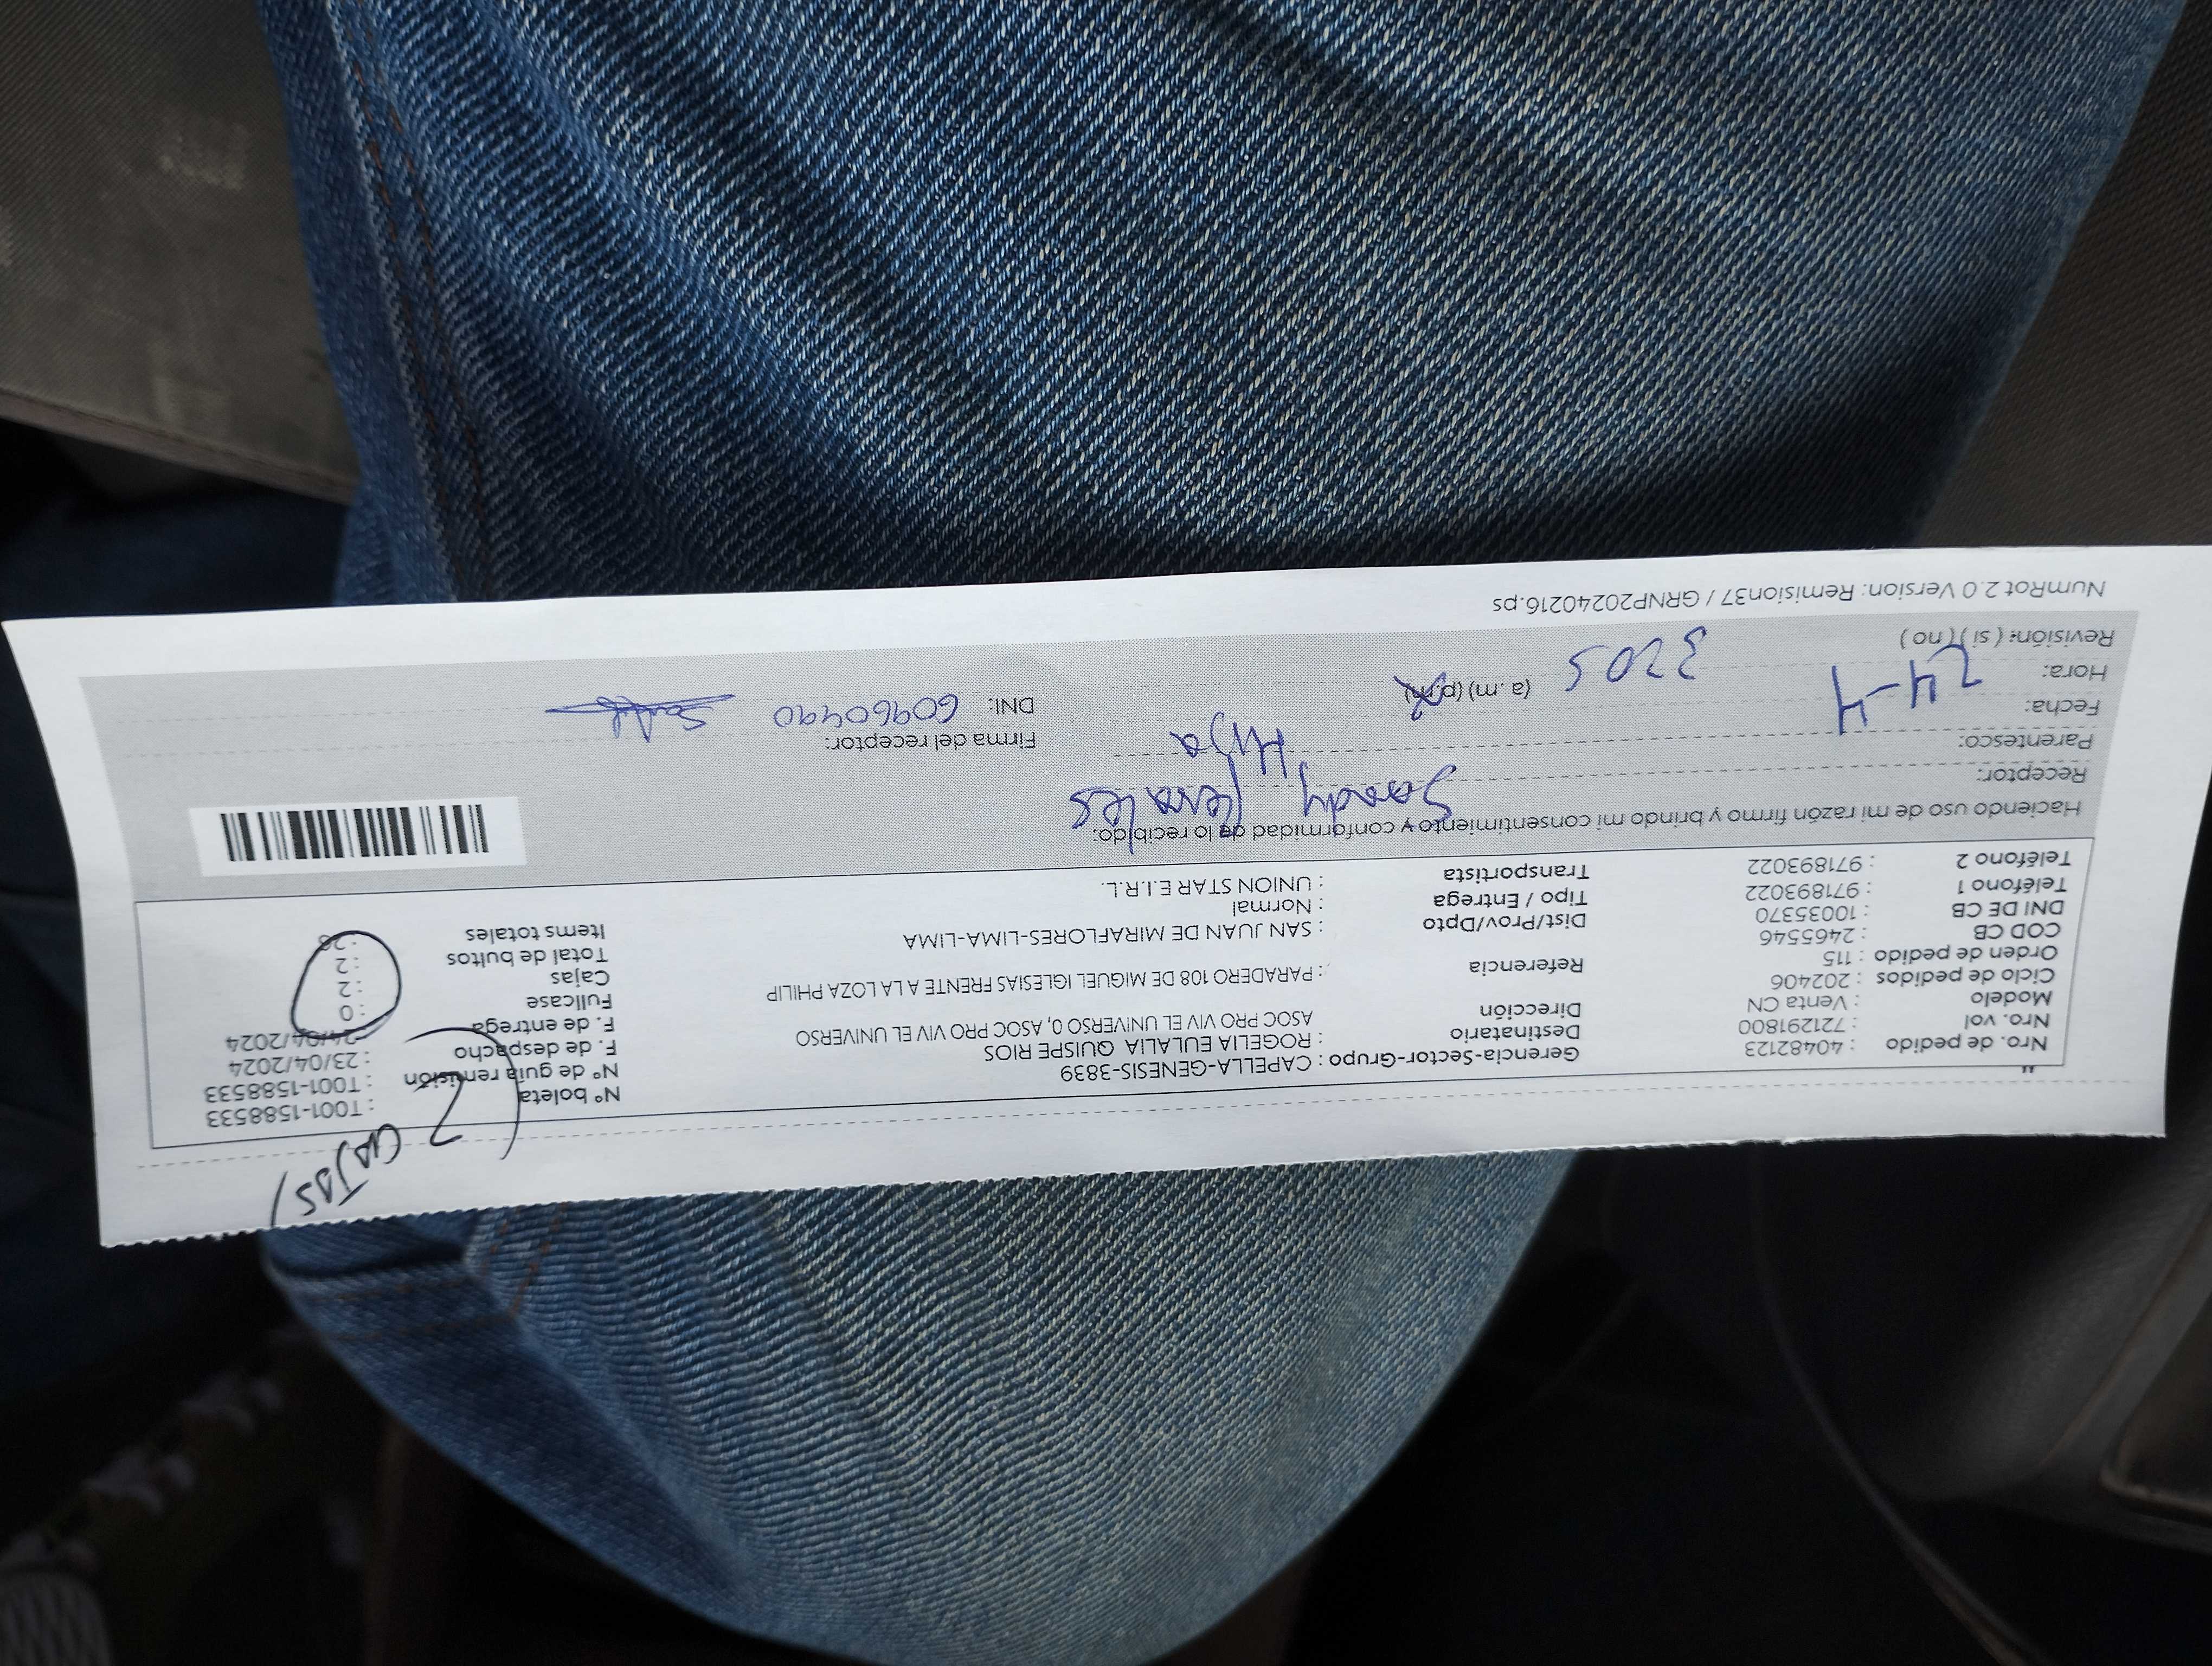 2 CAJAS
Nro. de pedido : 40482123 Gerencia-Sector-Grupo : CAPELLA-GENESIS-3839 N° boleta : T001-1588533
Nro. vol : 721291800 Destinatario : ROGELIA EULALIA QUISPE RIOS N° de guia remisión : T001-1588533
Modelo : Venta CN Dirección ASOC PRO VIV EL UNIVERSO 0, ASOC PRO VIV EL UNIVERSO F. de despacho : 23/04/2024
Ciclo de pedidos : 202406 Referencia : PARADERO 108 DE MIGUEL IGLESIAS FRENTE A LA LOZA PHILIP F. de entrega 24/04/2024
Orden de pedido : 115 Dist/Prov/Dpto : SAN JUAN DE MIRAFLORES-LIMA-LIMA Fullcase : 0
COD CB : 2465546 Tipo / Entrega : Normal Cajas : 2
DNI DE CB : 10035370 Transportista : UNION STAR E.I.R.L. Total de bultos : 2
Teléfono 1 : 971893022 Items totales
Teléfono 2 : 971893022
Haciendo uso de mi razón firmo y brindo mi consentimiento y conformidad de lo recibido:
Receptor: Sandy
Parentesco: Hija
Fecha: 24-4 Firma del receptor:
Hora: 3205 (a.m) (p.m) DNI: 60960490
Revisión: ( si ) ( no )
NumRot 2.0 Version: Remision37 / GRNP20240216.ps